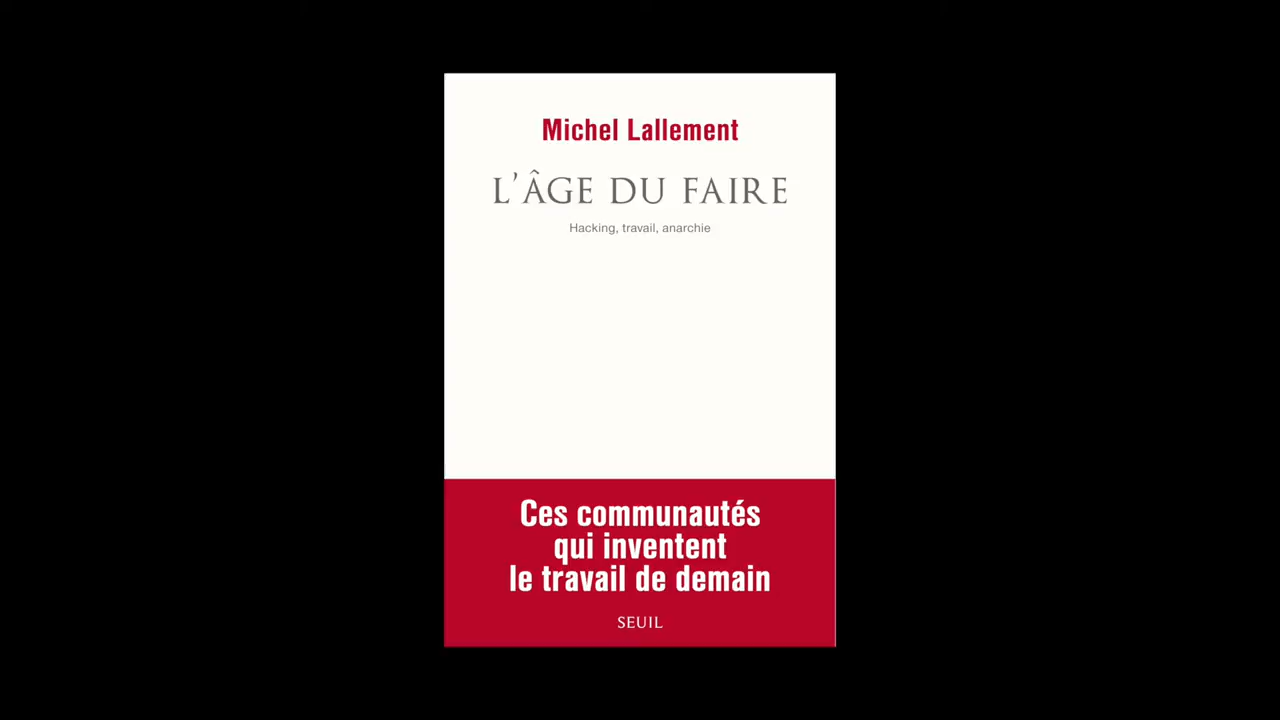 Michel Lallement
L'ÂGE DU FAIRE
Hacking, travail, anarchie
Ces communautés
qui inventent
le travail de demain
SEUIL